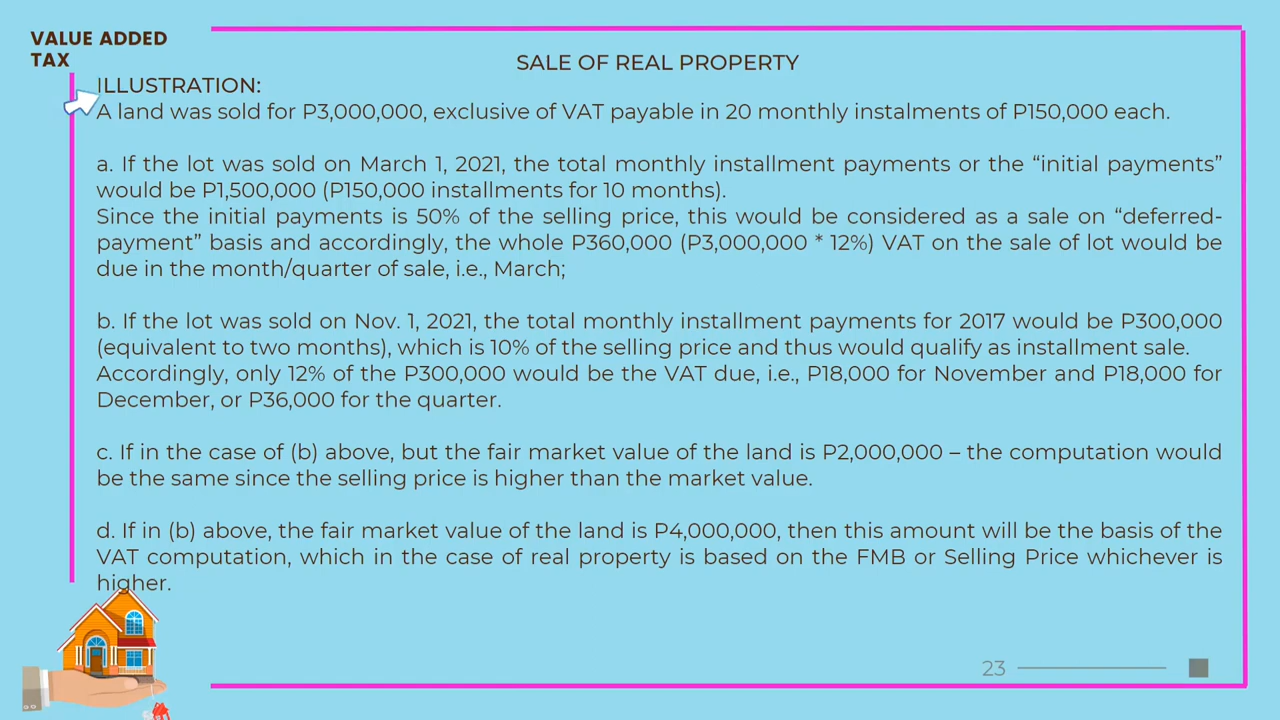 VALUE ADDED
TAX
SALE OF REAL PROPERTY
ILLUSTRATION:
A land was sold for P3,000,000, exclusive of VAT payable in 20 monthly instalments of P150,000 each.
a. If the lot was sold on March 1, 2021, the total monthly installment payments or the “initial payments”
would be P1,500,000 (P150,000 installments for 10 months).
Since the initial payments is 50% of the selling price, this would be considered as a sale on “deferred-
payment” basis and accordingly, the whole P360,000 (P3,000,000 * 12%) VAT on the sale of lot would be
due in the month/quarter of sale, i.e., March;
b. If the lot was sold on Nov. 1, 2021, the total monthly installment payments for 2017 would be P300,000
(equivalent to two months), which is 10% of the selling price and thus would qualify as installment sale.
Accordingly, only 12% of the P300,000 would be the VAT due, i.e., P18,000 for November and P18,000 for
December, or P36,000 for the quarter.
c. If in the case of (b) above, but the fair market value of the land is P2,000,000 – the computation would
be the same since the selling price is higher than the market value.
d. If in (b) above, the fair market value of the land is P4,000,000, then this amount will be the basis of the
VAT computation, which in the case of real property is based on the FMB or Selling Price whichever is
higher.
23